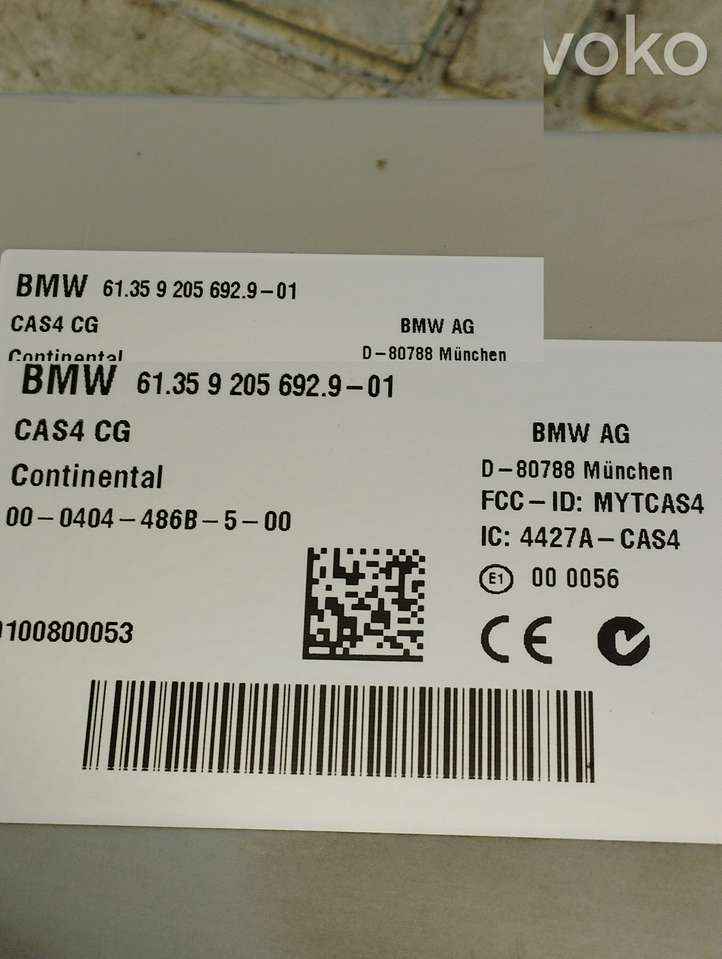 voko
BMW 61.35 9 205 692.9-01
CAS4 CG
BMW AG
Continental
D-80788 München
BMW 61.35 9 205 692.9-01
CAS4 CG
BMW AG
Continental
D-80788 München
00-0404-486B-5-00
FCC-ID: MYTCAS4
IC: 4427A-CAS4
E1 00 0056
100800053
CE